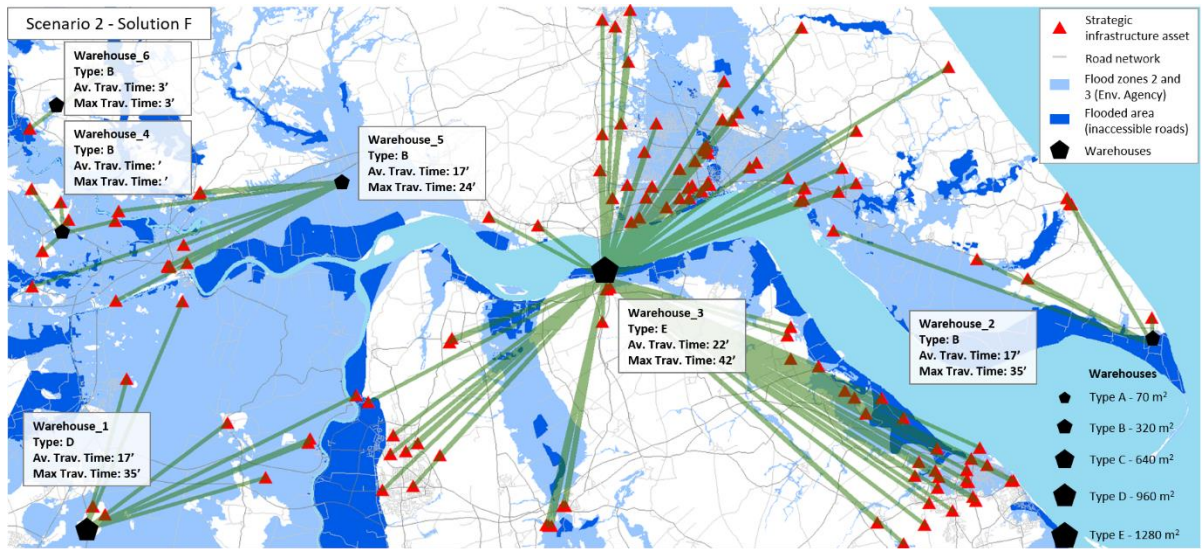 Scenario 2 - Solution F
Warehouse_6
Type: B
Av. Trav. Time: 3’
Max Trav. Time: 3’
Warehouse_4
Type: B
Av. Trav. Time: ’
Max Trav. Time: ’
Warehouse_5
Type: B
Av. Trav. Time: 17’
Max Trav. Time: 24’
Warehouse_3
Type: E
Av. Trav. Time: 22’
Max Trav. Time: 42’
Warehouse_2
Type: B
Av. Trav. Time: 17’
Max Trav. Time: 35’
Warehouse_1
Type: D
Av. Trav. Time: 17’
Max Trav. Time: 35’
Strategic
infrastructure asset
Road network
Flood zones 2 and
3 (Env. Agency)
Flooded area
(inaccessible roads)
Warehouses
Warehouses
Type A - 70 m²
Type B - 320 m²
Type C - 640 m²
Type D - 960 m²
Type E - 1280 m²